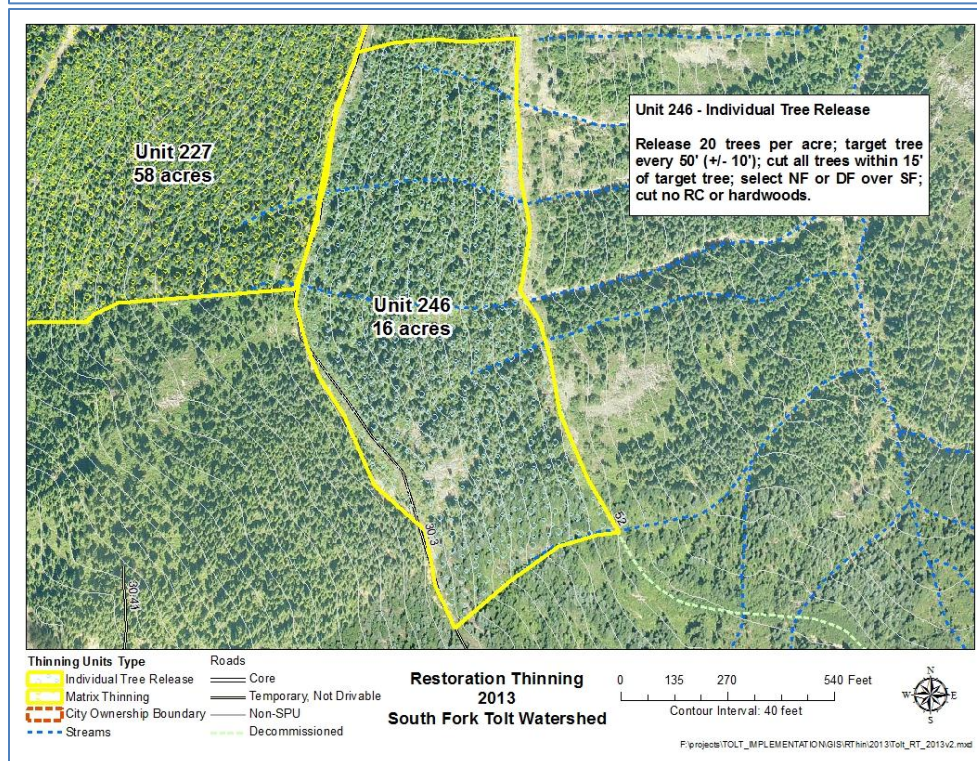 Unit 227
58 acres
Unit 246 - Individual Tree Release
Release 20 trees per acre; target tree
every 50' (+/- 10'); cut all trees within 15'
of target tree; select NF or DF over SF;
cut no RC or hardwoods.
Unit 246
16 acres
52
30.3
30.41
Thinning Units Type
Individual Tree Release
Matrix Thinning
City Ownership Boundary
Streams
Roads
Core
Temporary, Not Drivable
Non-SPU
Decommissioned
Restoration Thinning
2013
South Fork Tolt Watershed
0 135 270 540 Feet
Contour Interval: 40 feet
N
W E
S
F:\projects\TOLT_IMPLEMENTATION\GIS\RThin\2013\Tolt_RT_2013v2.mxd